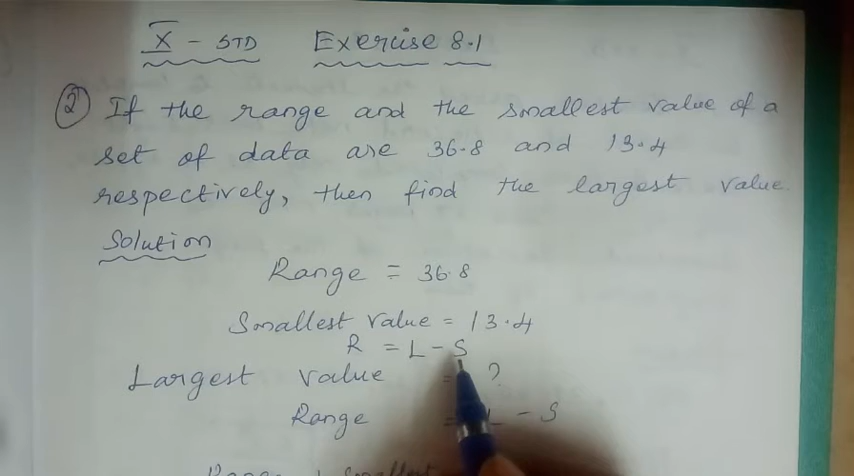 X - STD Exercise 8.1
② If the range and the smallest value of a
set of data are 36.8 and 13.4
respectively, then find the largest value
Solution
Range = 36.8
Smallest value = 13.4
R = L - S
Largest value = ?
Range = L - S
Range + Smallest